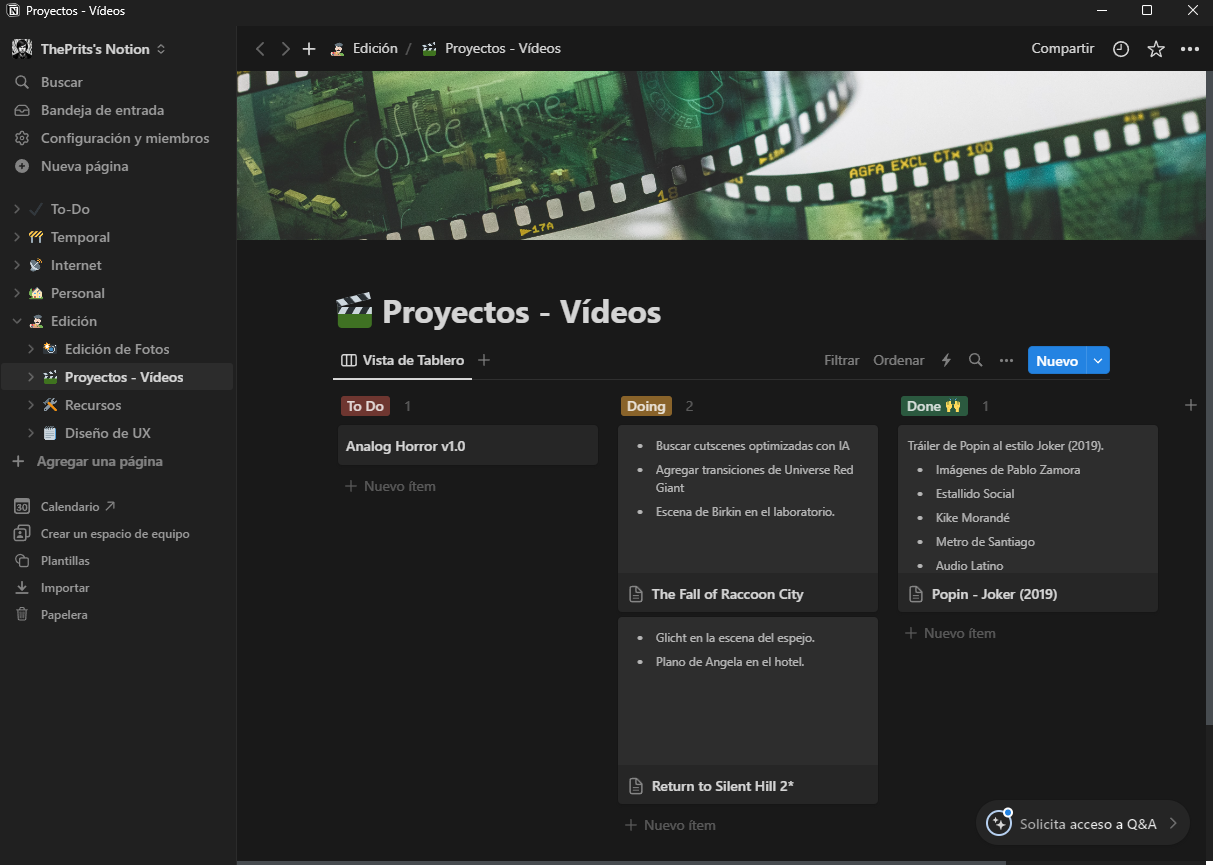 Proyectos - Vídeos
ThePrits's Notion
Buscar
Bandeja de entrada
Configuración y miembros
Nueva página
To-Do
Temporal
Internet
Personal
Edición
Edición de Fotos
Proyectos - Vídeos
Recursos
Diseño de UX
Agregar una página
30 Calendario
Crear un espacio de equipo
Plantillas
Importar
Papelera
Edición / Proyectos - Vídeos
Compartir
Coffee Time
COFFEE
17A
18
AGFA EXCL CTX 100
Proyectos - Vídeos
Vista de Tablero
Filtrar Ordenar Nuevo
To Do 1
Analog Horror v1.0
Nuevo ítem
Doing 2
• Buscar cutscenes optimizadas con IA
• Agregar transiciones de Universe Red
Giant
• Escena de Birkin en el laboratorio.
The Fall of Raccoon City
• Glicht en la escena del espejo.
• Plano de Angela en el hotel.
Return to Silent Hill 2*
Nuevo ítem
Done 🙌 1
Tráiler de Popin al estilo Joker (2019).
• Imágenes de Pablo Zamora
• Estallido Social
• Kike Morandé
• Metro de Santiago
• Audio Latino
Popin - Joker (2019)
Nuevo ítem
Solicita acceso a Q&A